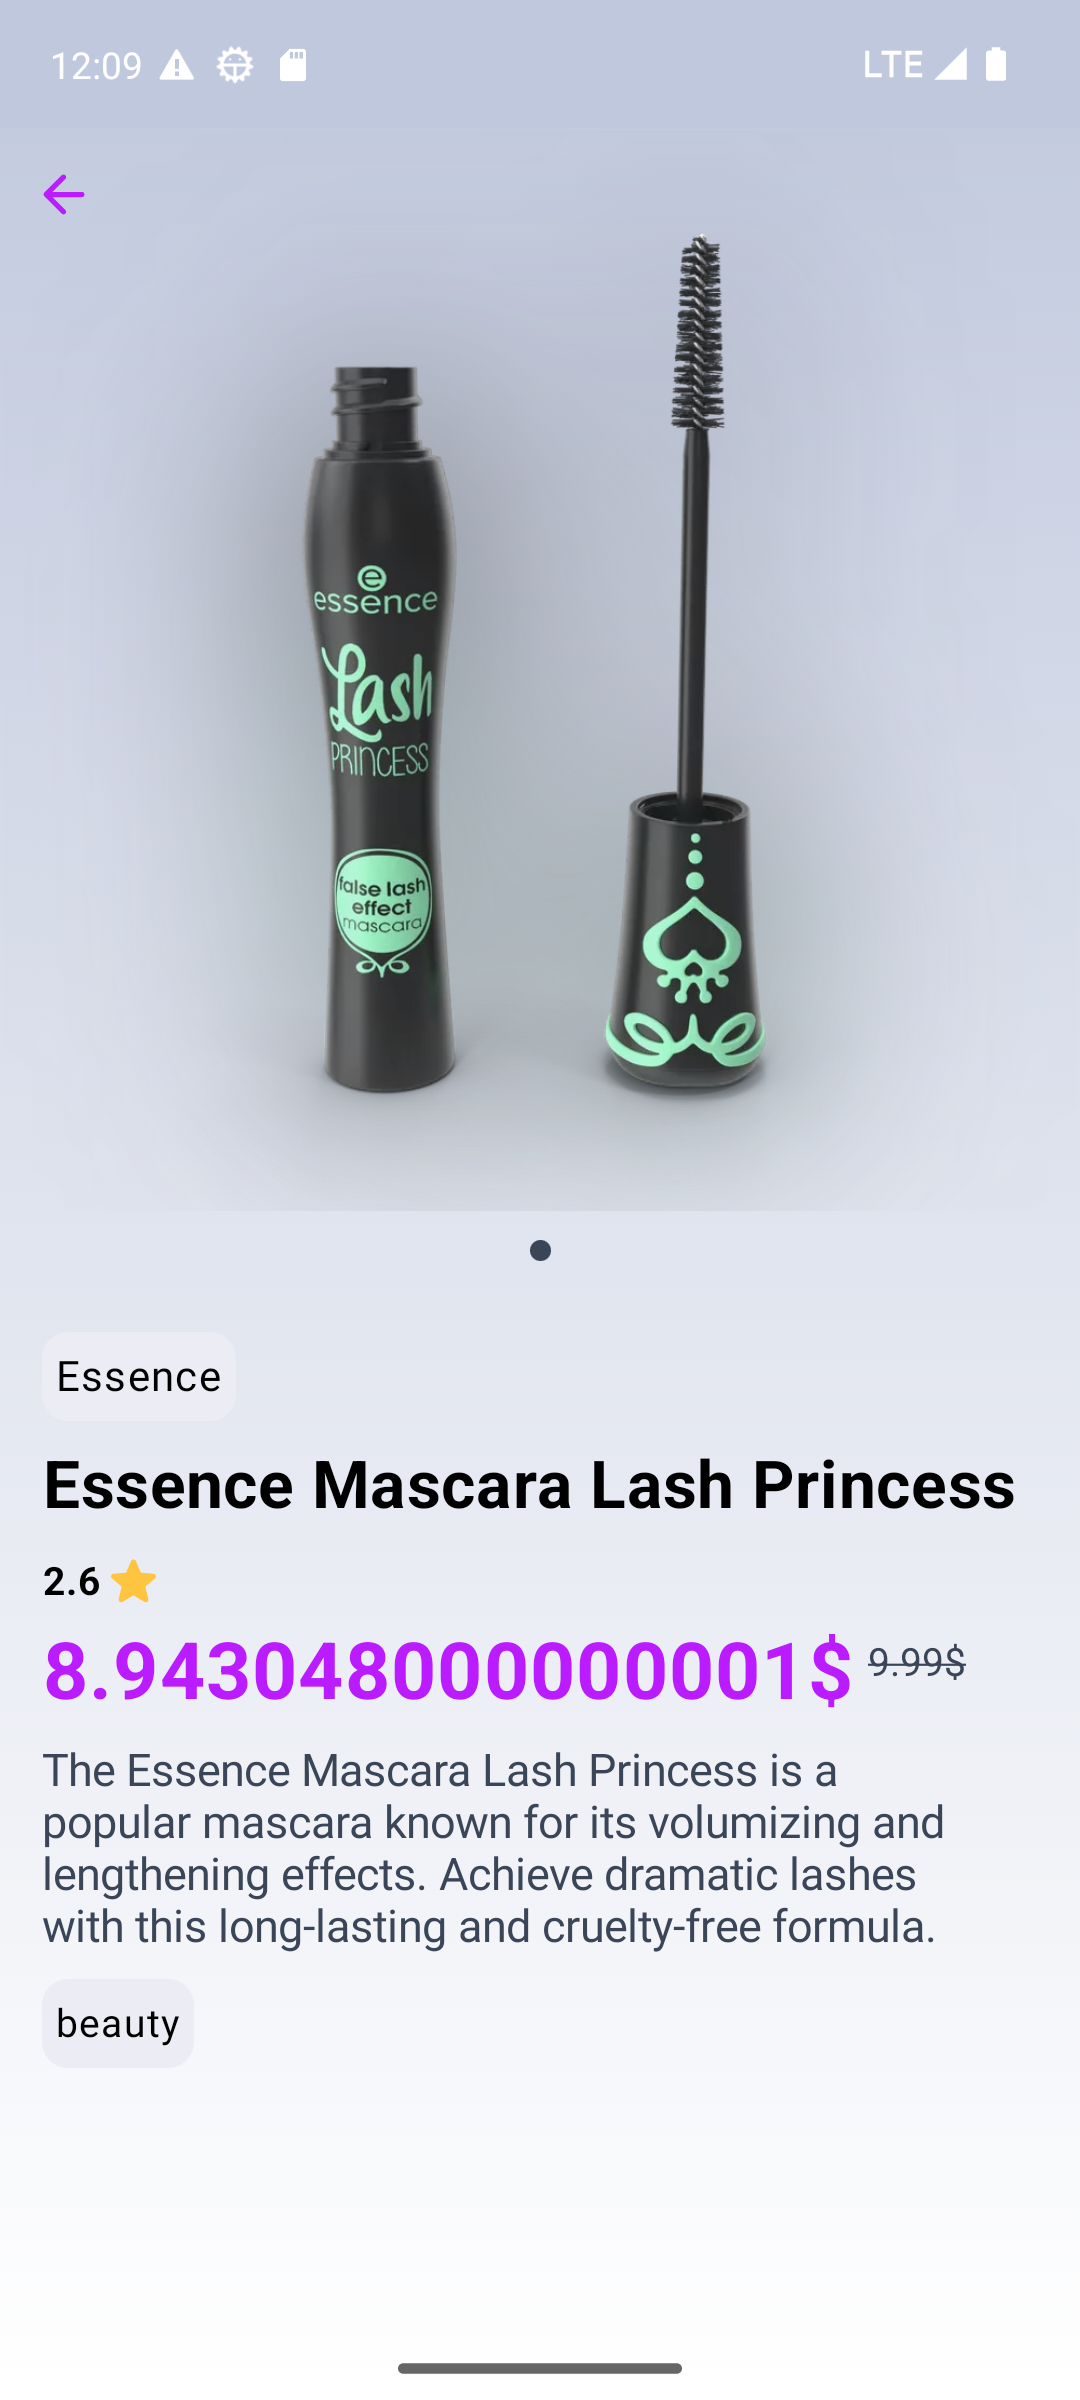 12:09
LTE
e
essence
Lash
PRINCESS
false lash
effect
mascara
Essence
Essence Mascara Lash Princess
2.6
8.943048000000001$ 9.99$
The Essence Mascara Lash Princess is a
popular mascara known for its volumizing and
lengthening effects. Achieve dramatic lashes
with this long-lasting and cruelty-free formula.
beauty